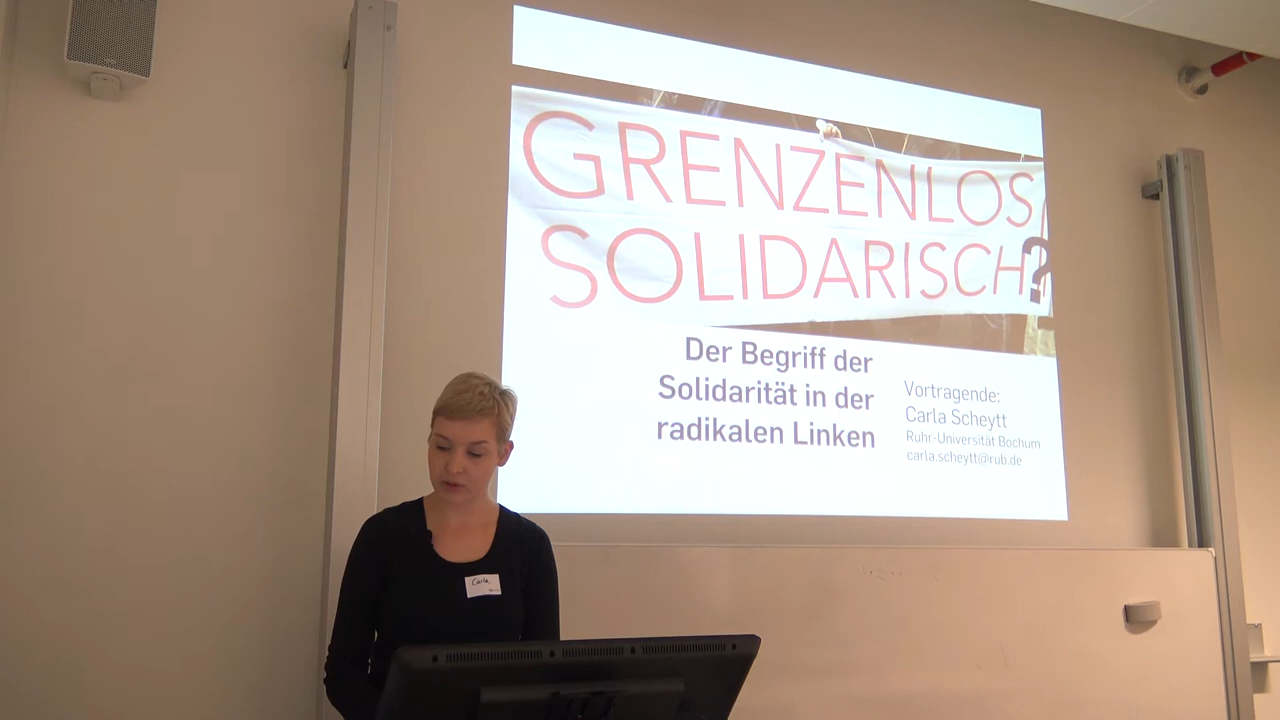 GRENZENLOS
SOLIDARISCH?
Der Begriff der
Solidarität in der
radikalen Linken
Vortragende:
Carla Scheytt
Ruhr-Universität Bochum
carla.scheytt@rub.de
Carla